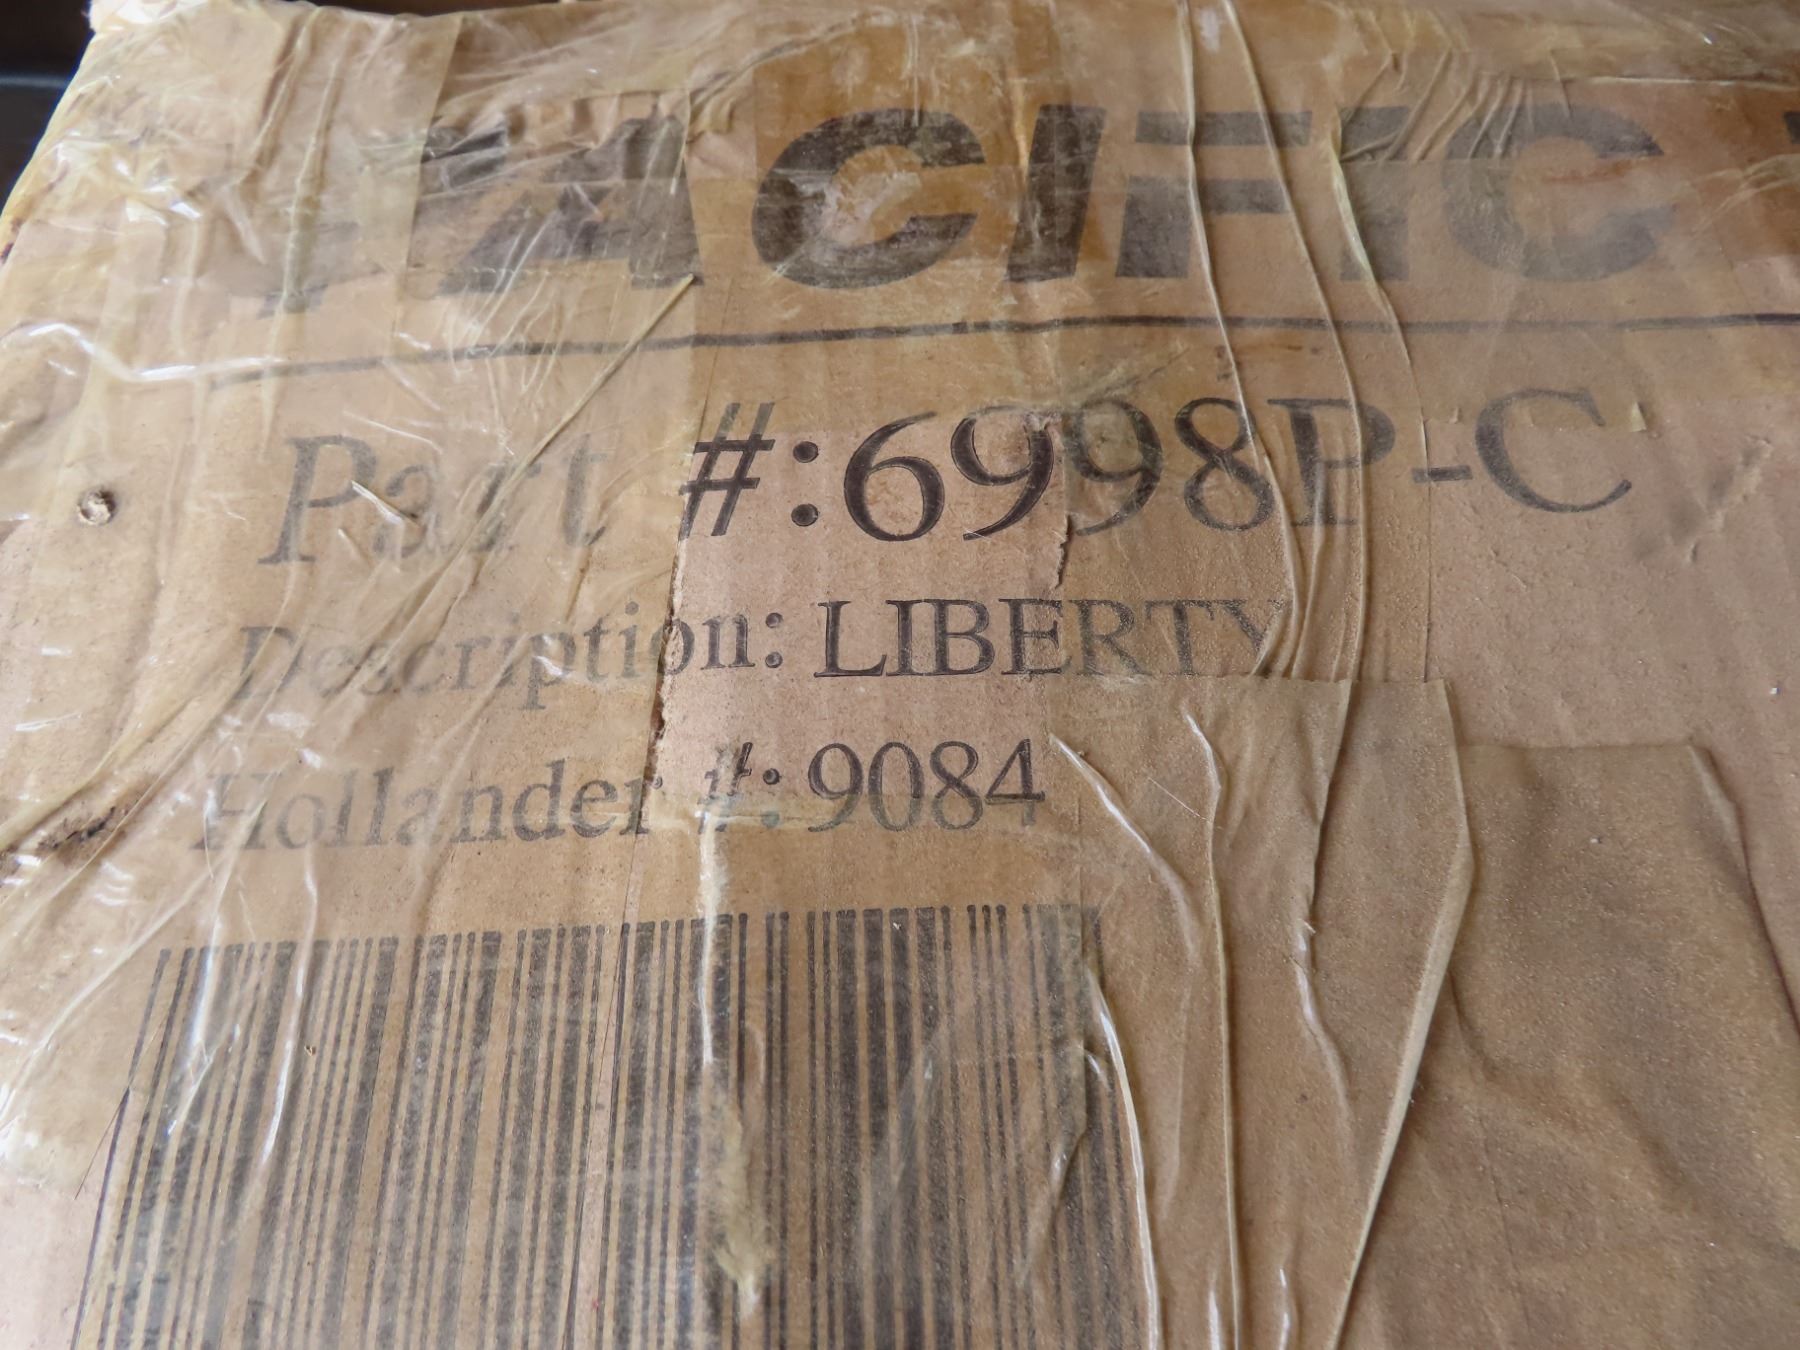 PACIFIC
Part #:6998P-C
Description: LIBERTY
Hollander #: 9084